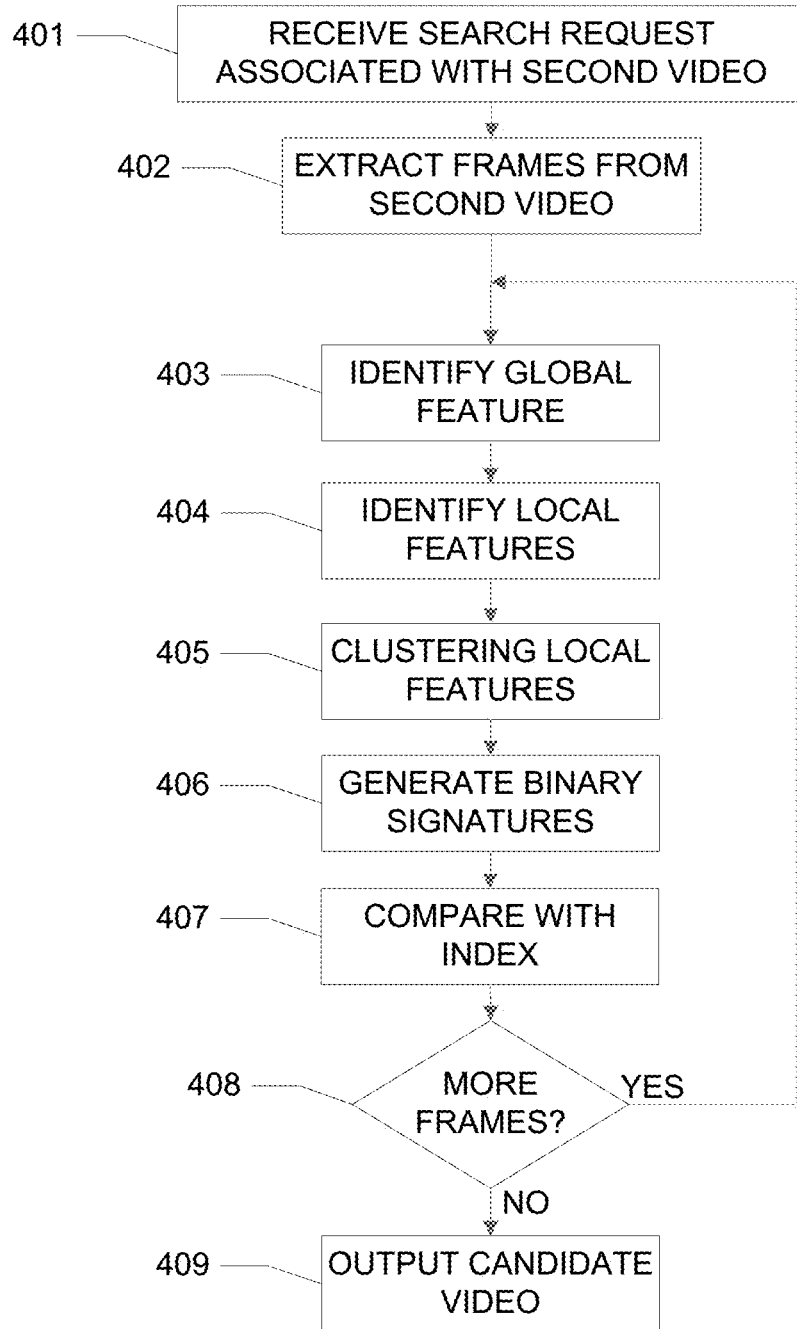 401
RECEIVE SEARCH REQUEST
ASSOCIATED WITH SECOND VIDEO
402
EXTRACT FRAMES FROM
SECOND VIDEO
403
IDENTIFY GLOBAL
FEATURE
404
IDENTIFY LOCAL
FEATURES
405
CLUSTERING LOCAL
FEATURES
406
GENERATE BINARY
SIGNATURES
407
COMPARE WITH
INDEX
408
MORE
FRAMES?
YES
NO
409
OUTPUT CANDIDATE
VIDEO